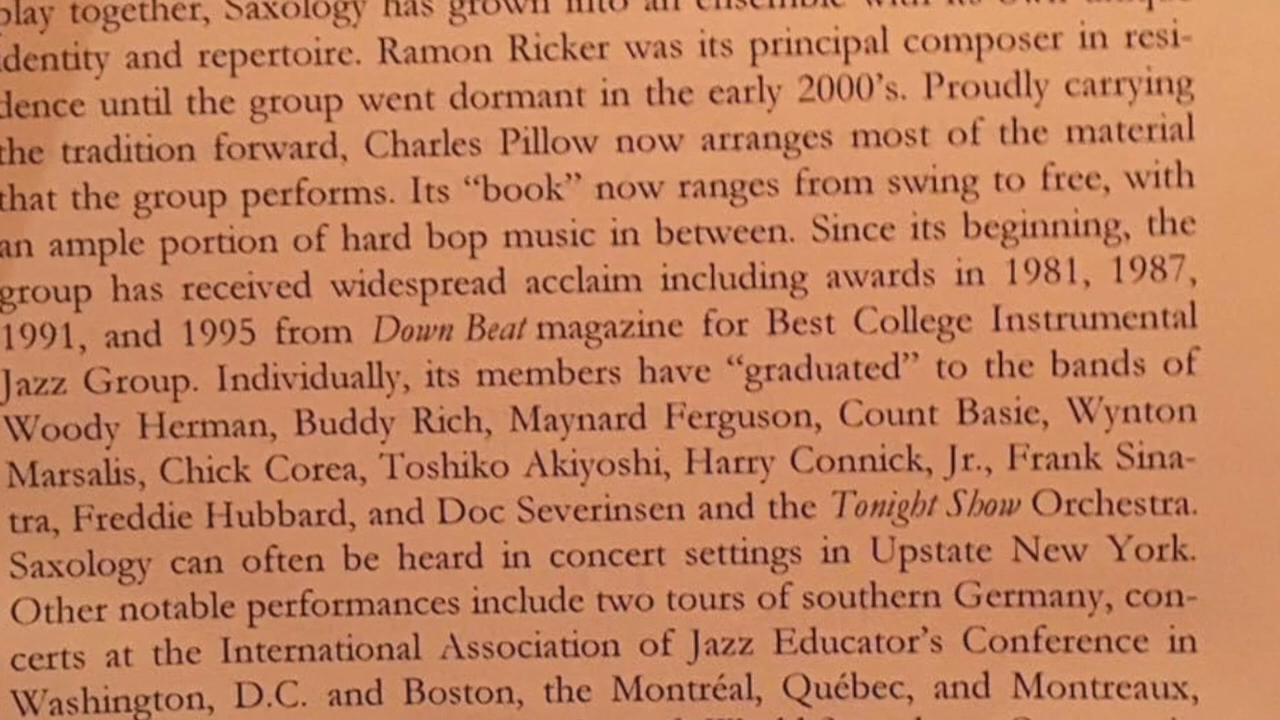 play together, Saxology has grown into an ensemble with its own unique
identity and repertoire. Ramon Ricker was its principal composer in resi-
dence until the group went dormant in the early 2000's. Proudly carrying
the tradition forward, Charles Pillow now arranges most of the material
that the group performs. Its “book” now ranges from swing to free, with
an ample portion of hard bop music in between. Since its beginning, the
group has received widespread acclaim including awards in 1981, 1987,
1991, and 1995 from Down Beat magazine for Best College Instrumental
Jazz Group. Individually, its members have “graduated” to the bands of
Woody Herman, Buddy Rich, Maynard Ferguson, Count Basie, Wynton
Marsalis, Chick Corea, Toshiko Akiyoshi, Harry Connick, Jr., Frank Sina-
tra, Freddie Hubbard, and Doc Severinsen and the Tonight Show Orchestra.
Saxology can often be heard in concert settings in Upstate New York.
Other notable performances include two tours of southern Germany, con-
certs at the International Association of Jazz Educator's Conference in
Washington, D.C. and Boston, the Montréal, Québec, and Montreaux,